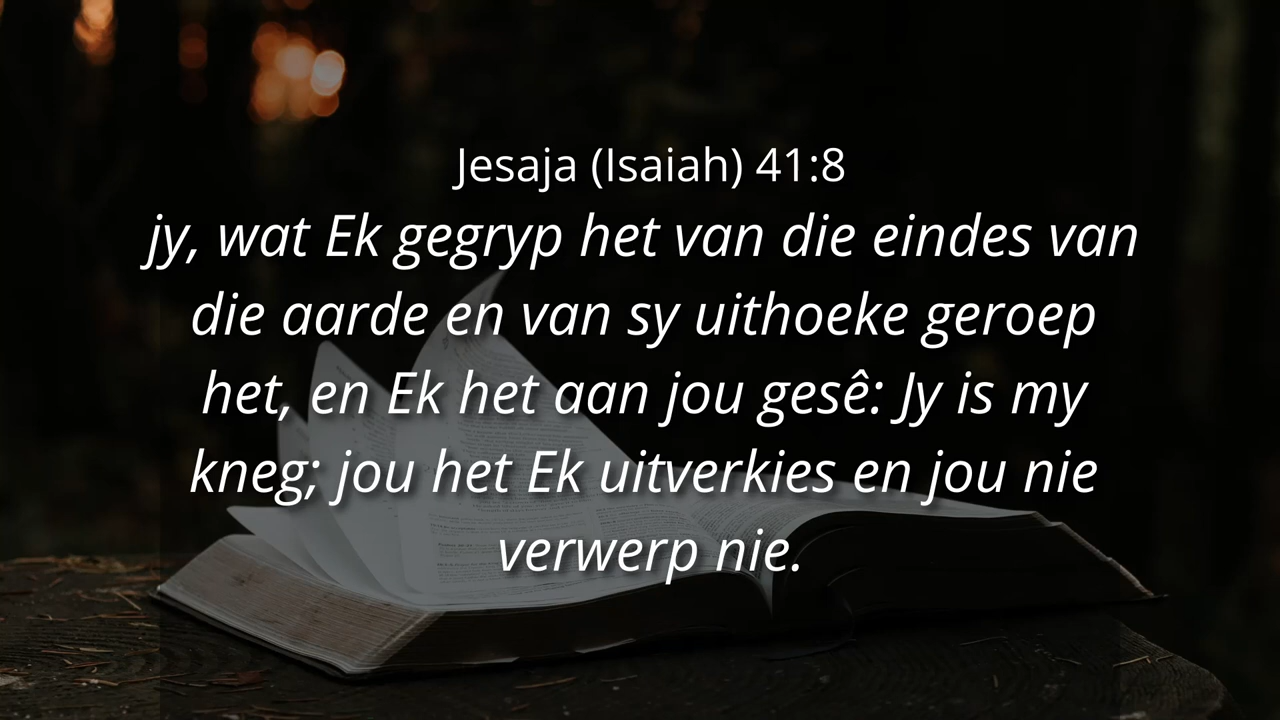 Jesaja (Isaiah) 41:8
jy, wat Ek gegryp het van die eindes van
die aarde en van sy uithoeke geroep
het, en Ek het aan jou gesê: Jy is my
kneg; jou het Ek uitverkies en jou nie
verwerp nie.